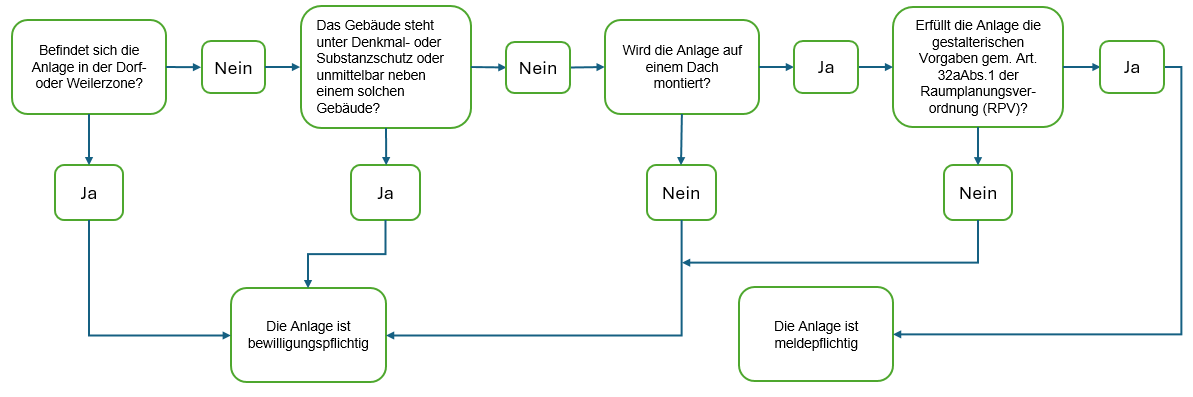 Befindet sich die
Anlage in der Dorf-
oder Weilerzone?
Nein
Das Gebäude steht
unter Denkmal- oder
Substanzschutz oder
unmittelbar neben
einem solchen
Gebäude?
Nein
Wird die Anlage auf
einem Dach
montiert?
Ja
Erfüllt die Anlage die
gestalterischen
Vorgaben gem. Art.
32aAbs.1 der
Raumplanungsver-
ordnung (RPV)?
Ja
Ja
Ja
Nein
Nein
Die Anlage ist
bewilligungspflichtig
Die Anlage ist
meldepflichtig